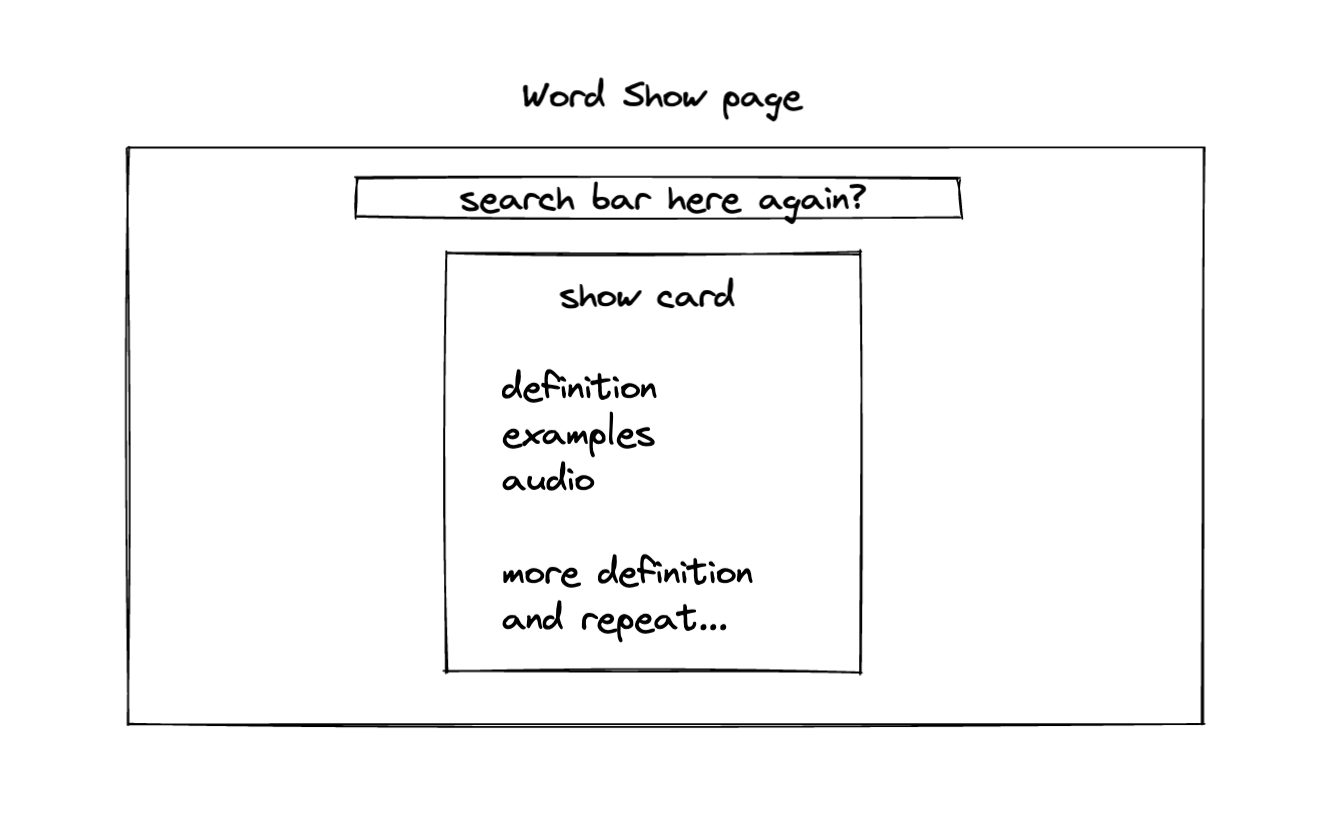 Word Show page
search bar here again?
show card
definition
examples
audio
more definition
and repeat...